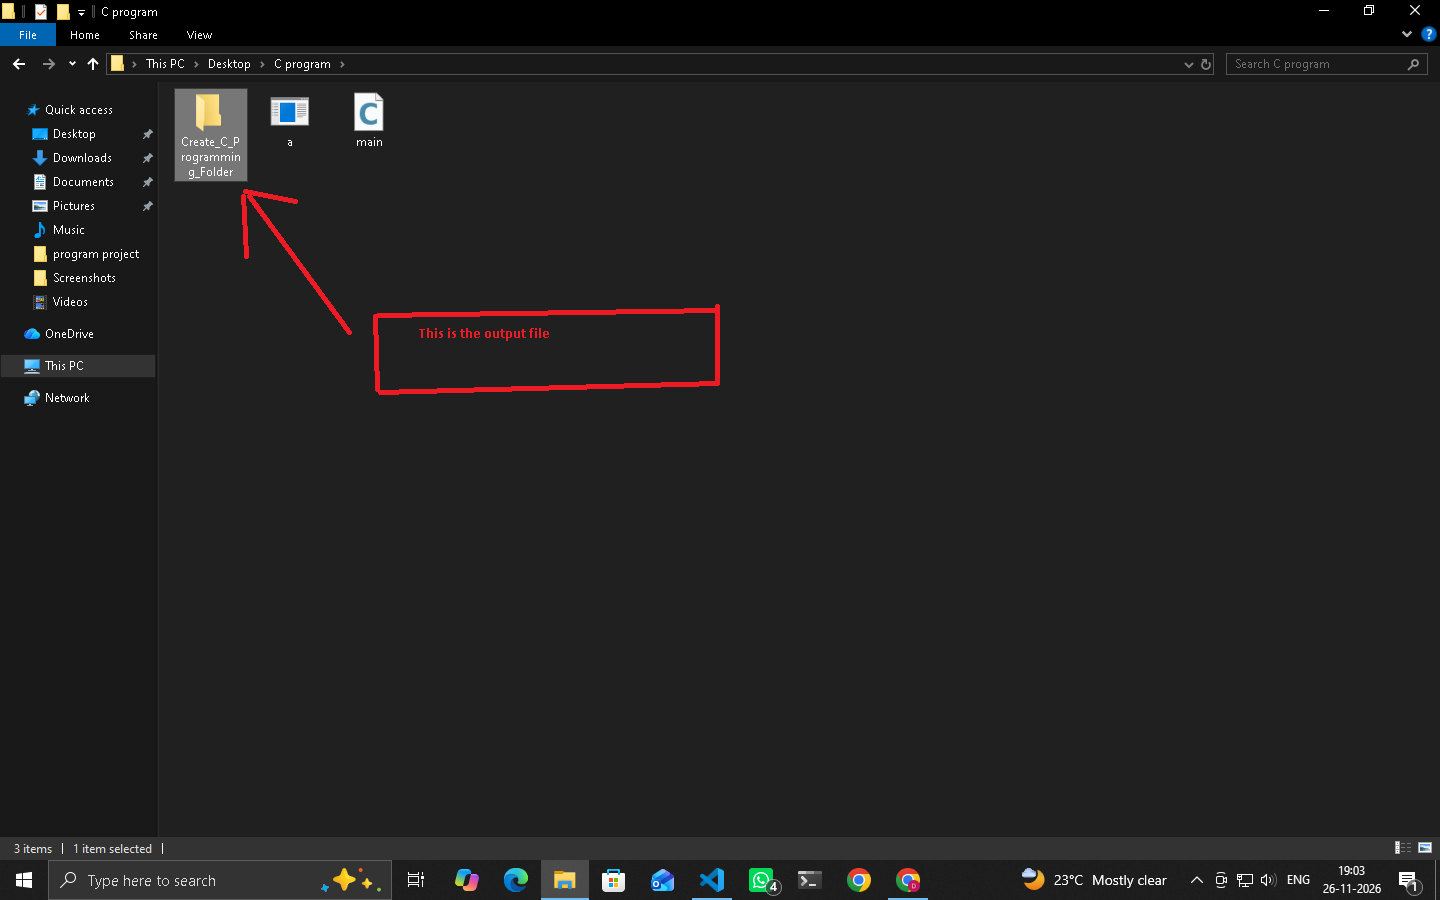 C program
File Home Share View
This PC > Desktop > C program >
Search C program
Quick access
Desktop
Downloads
Documents
Pictures
Music
program project
Screenshots
Videos
OneDrive
This PC
Network
Create_C_P
rogrammin
g_Folder
a
main
This is the output file
3 items | 1 item selected |
Type here to search
23°C Mostly clear
ENG
19:03
26-11-2026
4
1